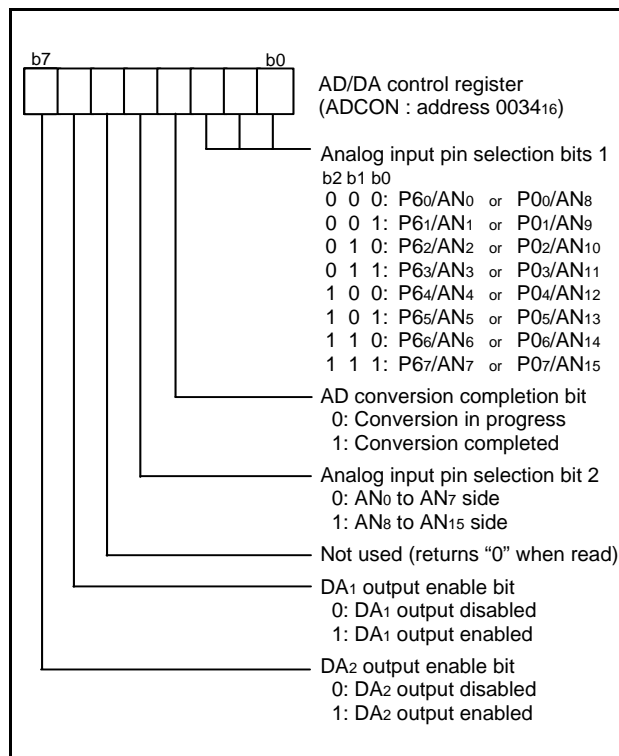 b7 b0
AD/DA control register
(ADCON : address 003416)
Analog input pin selection bits 1
b2 b1 b0
0 0 0: P60/AN0 or P00/AN8
0 0 1: P61/AN1 or P01/AN9
0 1 0: P62/AN2 or P02/AN10
0 1 1: P63/AN3 or P03/AN11
1 0 0: P64/AN4 or P04/AN12
1 0 1: P65/AN5 or P05/AN13
1 1 0: P66/AN6 or P06/AN14
1 1 1: P67/AN7 or P07/AN15
AD conversion completion bit
0: Conversion in progress
1: Conversion completed
Analog input pin selection bit 2
0: AN0 to AN7 side
1: AN8 to AN15 side
Not used (returns “0” when read)
DA1 output enable bit
0: DA1 output disabled
1: DA1 output enabled
DA2 output enable bit
0: DA2 output disabled
1: DA2 output enabled